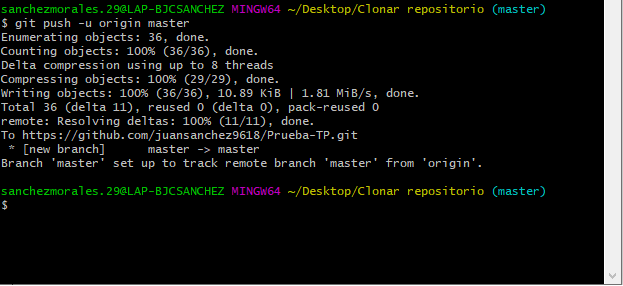 sanchezmorales.29@LAP-BJCSANCHEZ MINGW64 ~/Desktop/Clonar repositorio (master)
$ git push -u origin master
Enumerating objects: 36, done.
Counting objects: 100% (36/36), done.
Delta compression using up to 8 threads
Compressing objects: 100% (29/29), done.
Writing objects: 100% (36/36), 10.89 KiB | 1.81 MiB/s, done.
Total 36 (delta 11), reused 0 (delta 0), pack-reused 0
remote: Resolving deltas: 100% (11/11), done.
To https://github.com/juansanchez9618/Prueba-TP.git
 * [new branch]      master -> master
Branch 'master' set up to track remote branch 'master' from 'origin'.
sanchezmorales.29@LAP-BJCSANCHEZ MINGW64 ~/Desktop/Clonar repositorio (master)
$